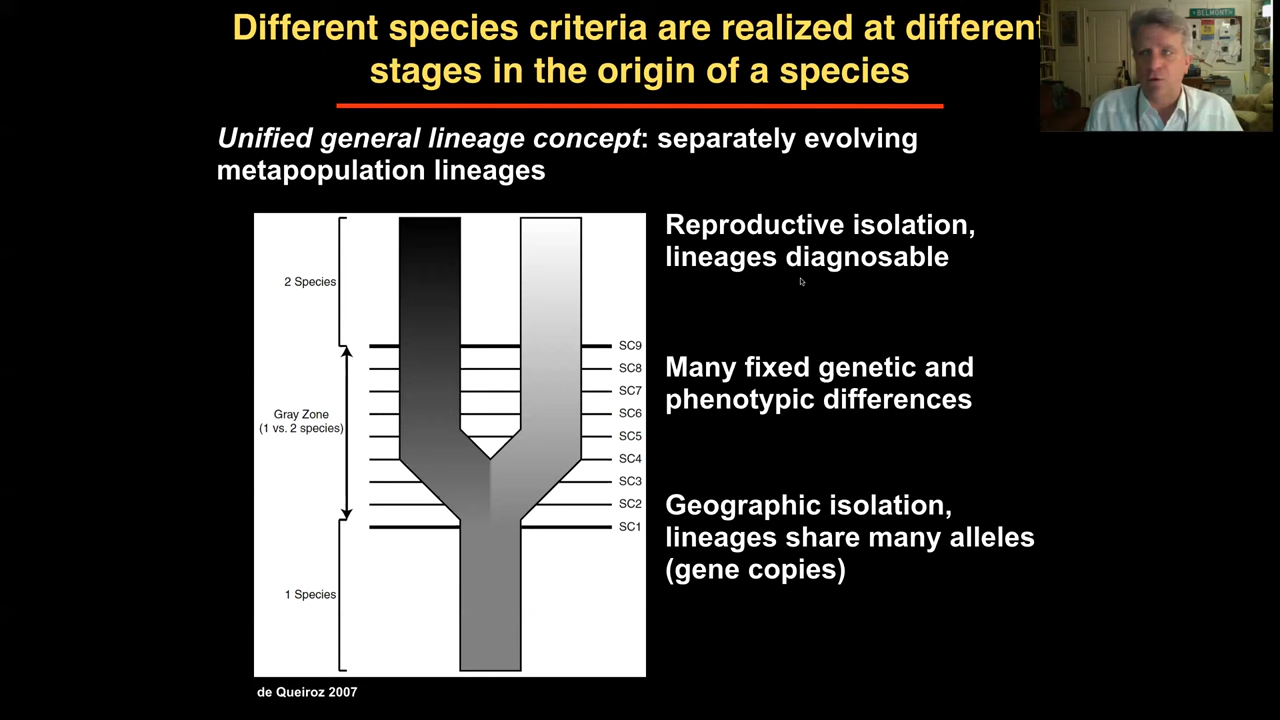 Different species criteria are realized at different
stages in the origin of a species
BELMONT
Unified general lineage concept: separately evolving
metapopulation lineages
Reproductive isolation,
lineages diagnosable
2 Species
SC9
SC8
SC7
SC6
SC5
SC4
SC3
SC2
SC1
Gray Zone
(1 vs. 2 species)
Many fixed genetic and
phenotypic differences
Geographic isolation,
lineages share many alleles
(gene copies)
1 Species
de Queiroz 2007